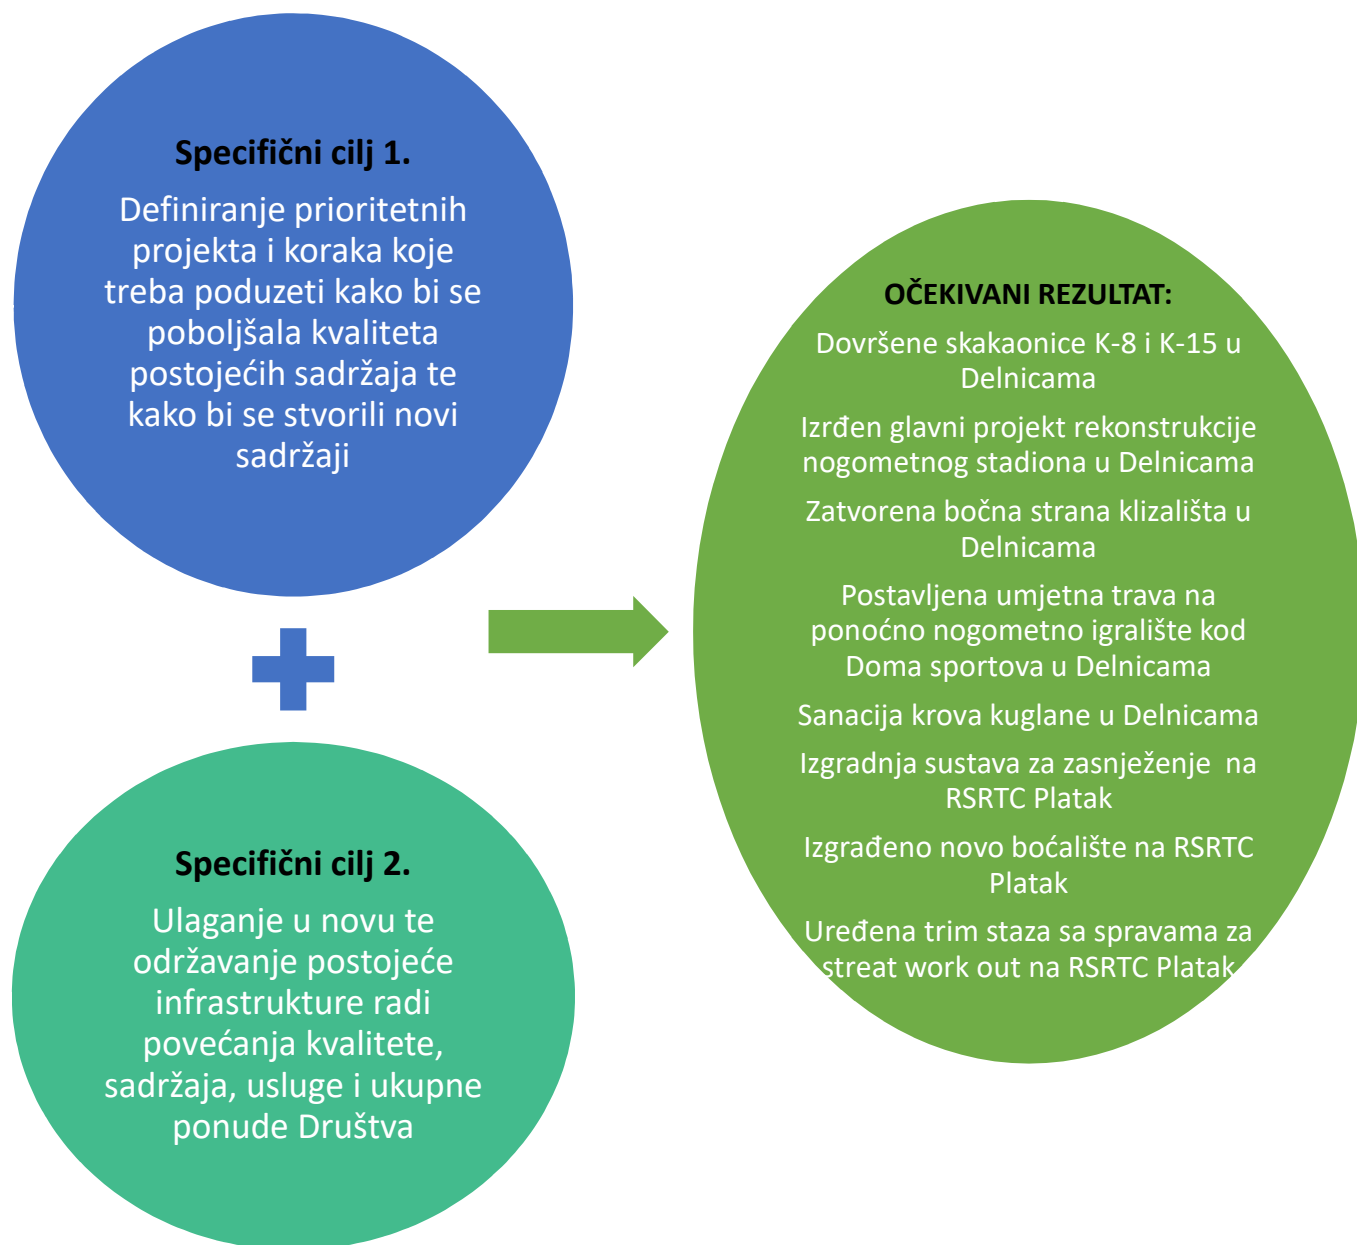 Specifični cilj 1.
Definiranje prioritetnih
projekta i koraka koje
treba poduzeti kako bi se
poboljšala kvaliteta
postojećih sadržaja te
kako bi se stvorili novi
sadržaji
Specifični cilj 2.
Ulaganje u novu te
održavanje postojeće
infrastrukture radi
povećanja kvalitete,
sadržaja, usluge i ukupne
ponude Društva
OČEKIVANI REZULTAT:
Dovršene skakaonice K-8 i K-15 u
Delnicama
Izrđen glavni projekt rekonstrukcije
nogometnog stadiona u Delnicama
Zatvorena bočna strana klizališta u
Delnicama
Postavljena umjetna trava na
ponoćno nogometno igralište kod
Doma sportova u Delnicama
Sanacija krova kuglane u Delnicama
Izgradnja sustava za zasnježenje na
RSRTC Platak
Izgrađeno novo boćalište na RSRTC
Platak
Uređena trim staza sa spravama za
streat work out na RSRTC Platak